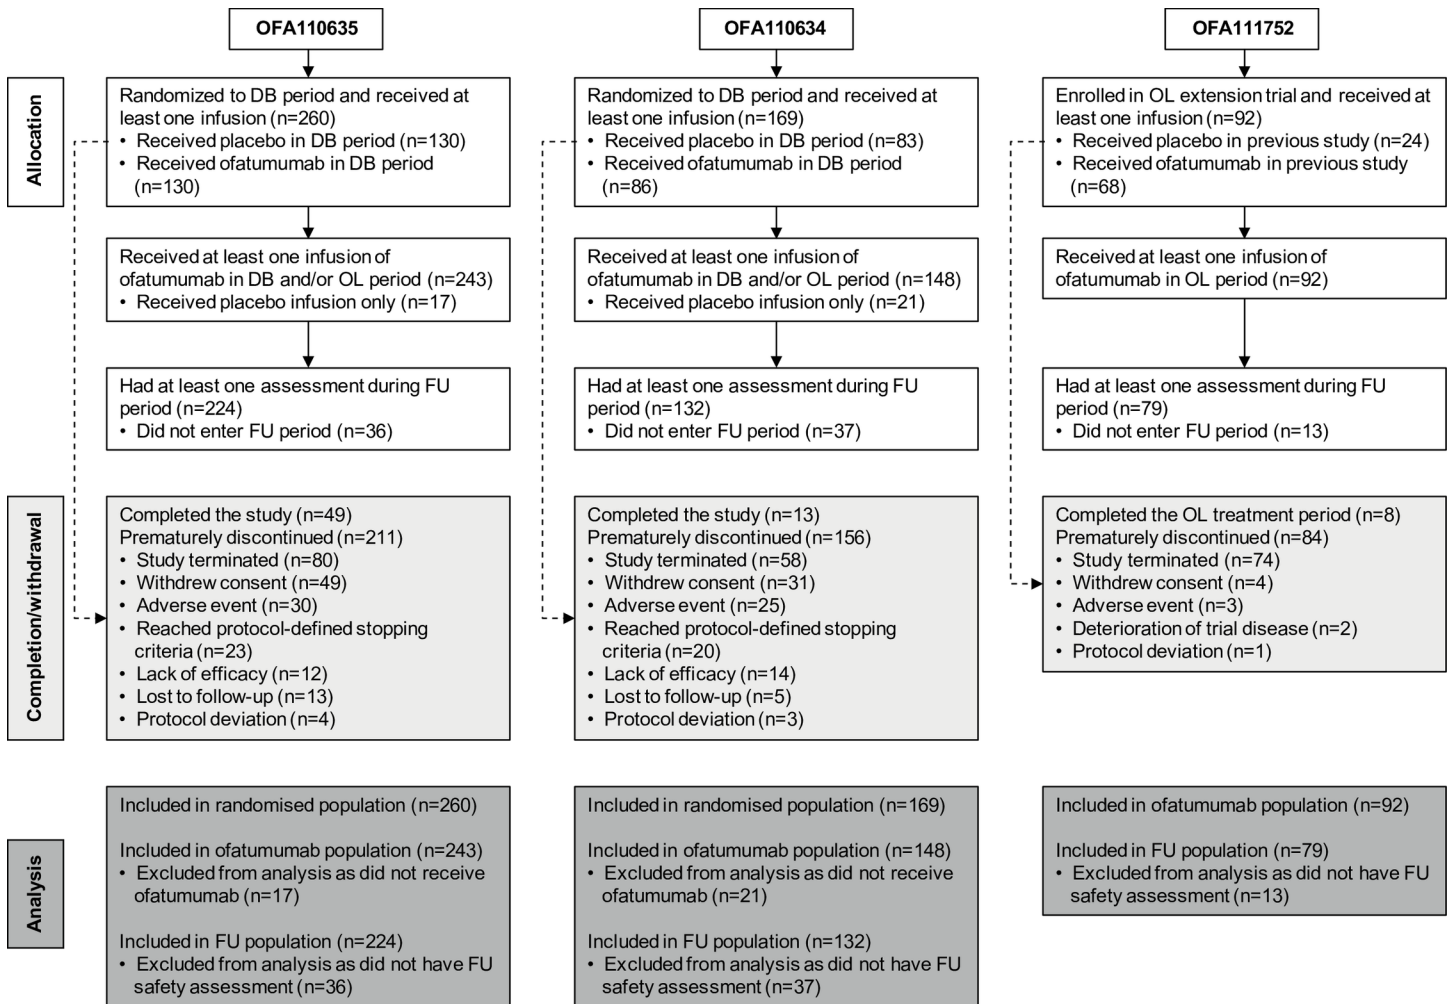 OFA110635
OFA110634
OFA111752
Allocation
Randomized to DB period and received at
least one infusion (n=260)
• Received placebo in DB period (n=130)
• Received ofatumumab in DB period
(n=130)
Randomized to DB period and received at
least one infusion (n=169)
• Received placebo in DB period (n=83)
• Received ofatumumab in DB period
(n=86)
Enrolled in OL extension trial and received at
least one infusion (n=92)
• Received placebo in previous study (n=24)
• Received ofatumumab in previous study
(n=68)
Received at least one infusion of
ofatumumab in DB and/or OL period (n=243)
• Received placebo infusion only (n=17)
Received at least one infusion of
ofatumumab in DB and/or OL period (n=148)
• Received placebo infusion only (n=21)
Received at least one infusion of
ofatumumab in OL period (n=92)
Had at least one assessment during FU
period (n=224)
• Did not enter FU period (n=36)
Had at least one assessment during FU
period (n=132)
• Did not enter FU period (n=37)
Had at least one assessment during FU
period (n=79)
• Did not enter FU period (n=13)
Completion/withdrawal
Completed the study (n=49)
Prematurely discontinued (n=211)
• Study terminated (n=80)
• Withdrew consent (n=49)
• Adverse event (n=30)
• Reached protocol-defined stopping
criteria (n=23)
• Lack of efficacy (n=12)
• Lost to follow-up (n=13)
• Protocol deviation (n=4)
Completed the study (n=13)
Prematurely discontinued (n=156)
• Study terminated (n=58)
• Withdrew consent (n=31)
• Adverse event (n=25)
• Reached protocol-defined stopping
criteria (n=20)
• Lack of efficacy (n=14)
• Lost to follow-up (n=5)
• Protocol deviation (n=3)
Completed the OL treatment period (n=8)
Prematurely discontinued (n=84)
• Study terminated (n=74)
• Withdrew consent (n=4)
• Adverse event (n=3)
• Deterioration of trial disease (n=2)
• Protocol deviation (n=1)
Analysis
Included in randomised population (n=260)
Included in ofatumumab population (n=243)
• Excluded from analysis as did not receive
ofatumumab (n=17)
Included in FU population (n=224)
• Excluded from analysis as did not have FU
safety assessment (n=36)
Included in randomised population (n=169)
Included in ofatumumab population (n=148)
• Excluded from analysis as did not receive
ofatumumab (n=21)
Included in FU population (n=132)
• Excluded from analysis as did not have FU
safety assessment (n=37)
Included in ofatumumab population (n=92)
Included in FU population (n=79)
• Excluded from analysis as did not have FU
safety assessment (n=13)